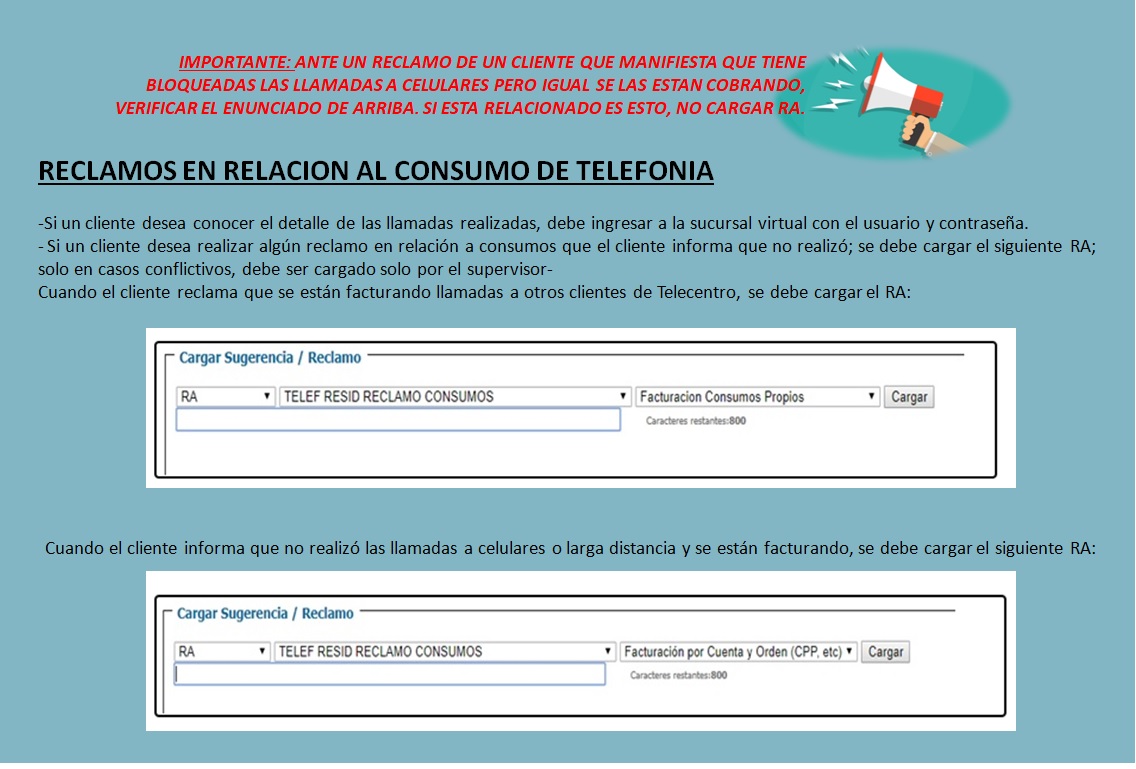 IMPORTANTE: ANTE UN RECLAMO DE UN CLIENTE QUE MANIFIESTA QUE TIENE
BLOQUEADAS LAS LLAMADAS A CELULARES PERO IGUAL SE LAS ESTAN COBRANDO,
VERIFICAR EL ENUNCIADO DE ARRIBA. SI ESTA RELACIONADO ES ESTO, NO CARGAR RA.
RECLAMOS EN RELACION AL CONSUMO DE TELEFONIA
-Si un cliente desea conocer el detalle de las llamadas realizadas, debe ingresar a la sucursal virtual con el usuario y contraseña.
- Si un cliente desea realizar algún reclamo en relación a consumos que el cliente informa que no realizó; se debe cargar el siguiente RA;
solo en casos conflictivos, debe ser cargado solo por el supervisor-
Cuando el cliente reclama que se están facturando llamadas a otros clientes de Telecentro, se debe cargar el RA:
Cargar Sugerencia / Reclamo
RA TELEF RESID RECLAMO CONSUMOS Facturacion Consumos Propios Cargar
Caracteres restantes:800
Cuando el cliente informa que no realizó las llamadas a celulares o larga distancia y se están facturando, se debe cargar el siguiente RA:
Cargar Sugerencia / Reclamo
RA TELEF RESID RECLAMO CONSUMOS Facturación por Cuenta y Orden (CPP, etc) Cargar
Caracteres restantes:800